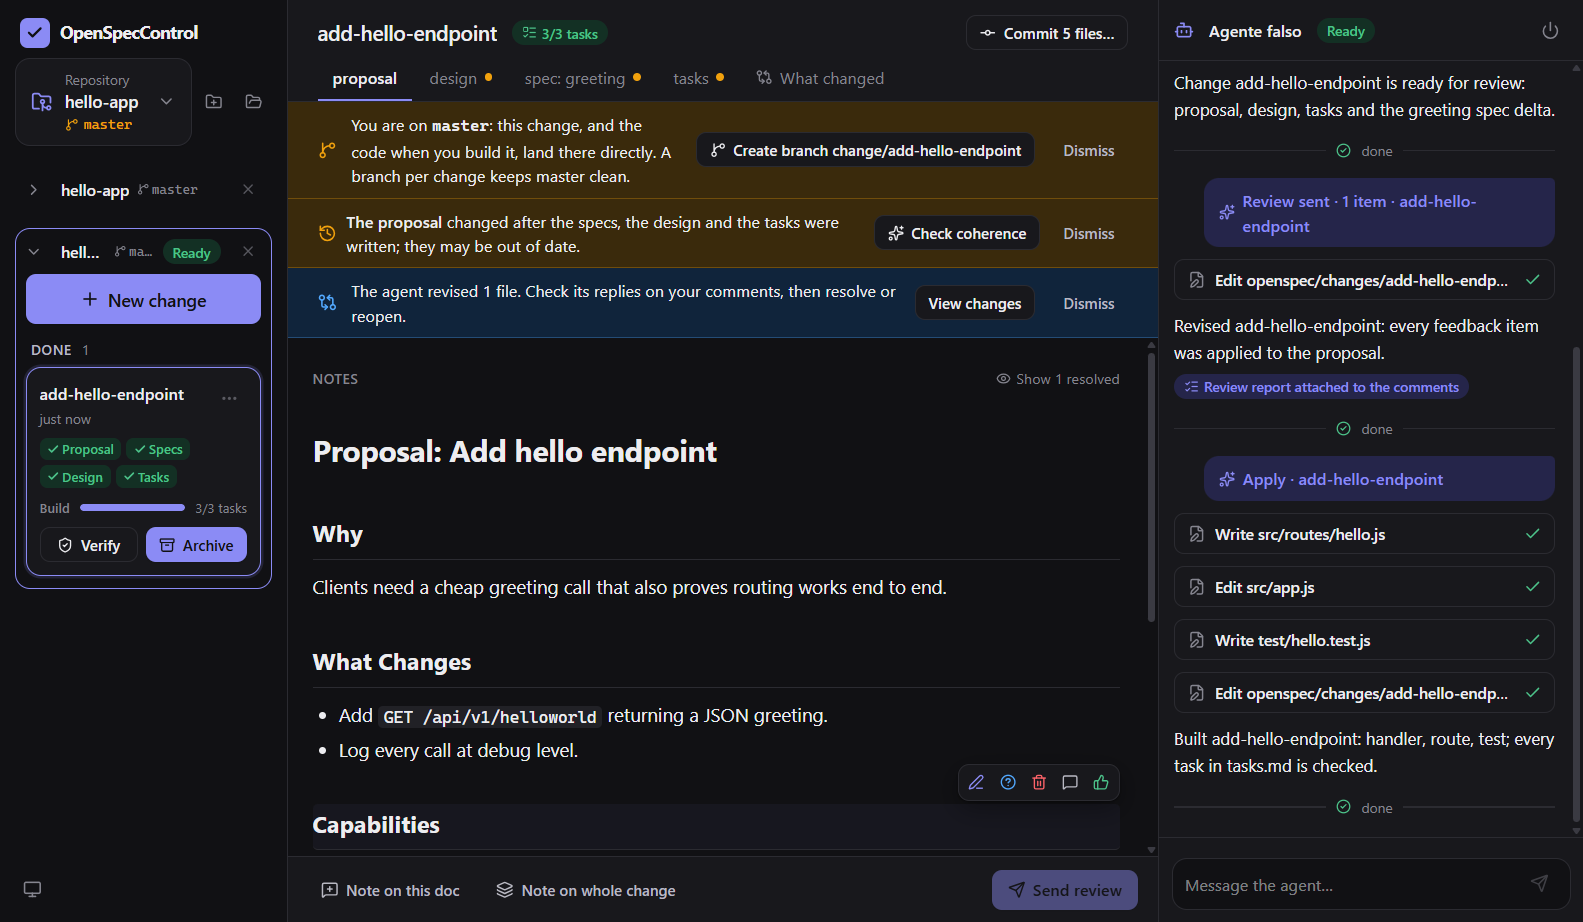 OpenSpecControl
Repository
hello-app
master
hello-app master
hell... ma... Ready
New change
DONE 1
add-hello-endpoint
just now
Proposal Specs
Design Tasks
Build 3/3 tasks
Verify Archive
add-hello-endpoint 3/3 tasks
Commit 5 files...
proposal design spec: greeting tasks What changed
You are on master: this change, and the
code when you build it, land there directly. A
branch per change keeps master clean.
Create branch change/add-hello-endpoint
Dismiss
The proposal changed after the specs, the design and the tasks were
written; they may be out of date.
Check coherence
Dismiss
The agent revised 1 file. Check its replies on your comments, then resolve or
reopen.
View changes
Dismiss
NOTES
Show 1 resolved
Proposal: Add hello endpoint
Why
Clients need a cheap greeting call that also proves routing works end to end.
What Changes
Add GET /api/v1/helloworld returning a JSON greeting.
Log every call at debug level.
Capabilities
Note on this doc
Note on whole change
Send review
Agente falso Ready
Change add-hello-endpoint is ready for review:
proposal, design, tasks and the greeting spec delta.
done
Review sent · 1 item · add-hello-
endpoint
Edit openspec/changes/add-hello-endp...
Revised add-hello-endpoint: every feedback item
was applied to the proposal.
Review report attached to the comments
done
Apply · add-hello-endpoint
Write src/routes/hello.js
Edit src/app.js
Write test/hello.test.js
Edit openspec/changes/add-hello-endp...
Built add-hello-endpoint: handler, route, test; every
task in tasks.md is checked.
done
Message the agent...